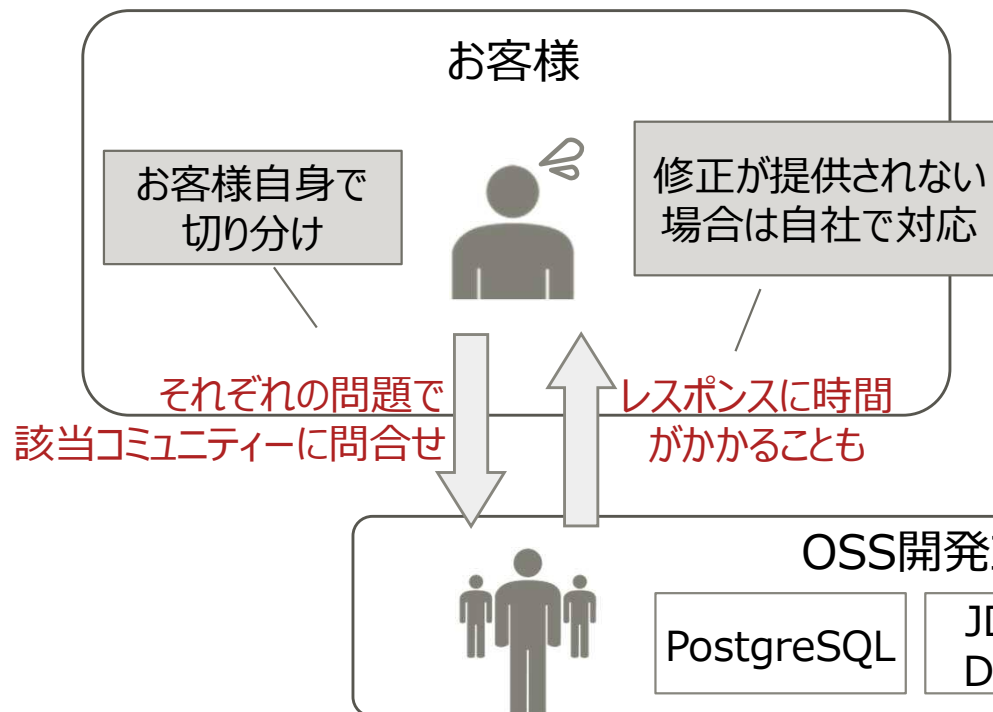 お客様
お客様自身で
切り分け
修正が提供されない
場合は自社で対応
それぞれの問題で
該当コミュニティーに問合せ
レスポンスに時間
がかかることも
OSS開発
PostgreSQL